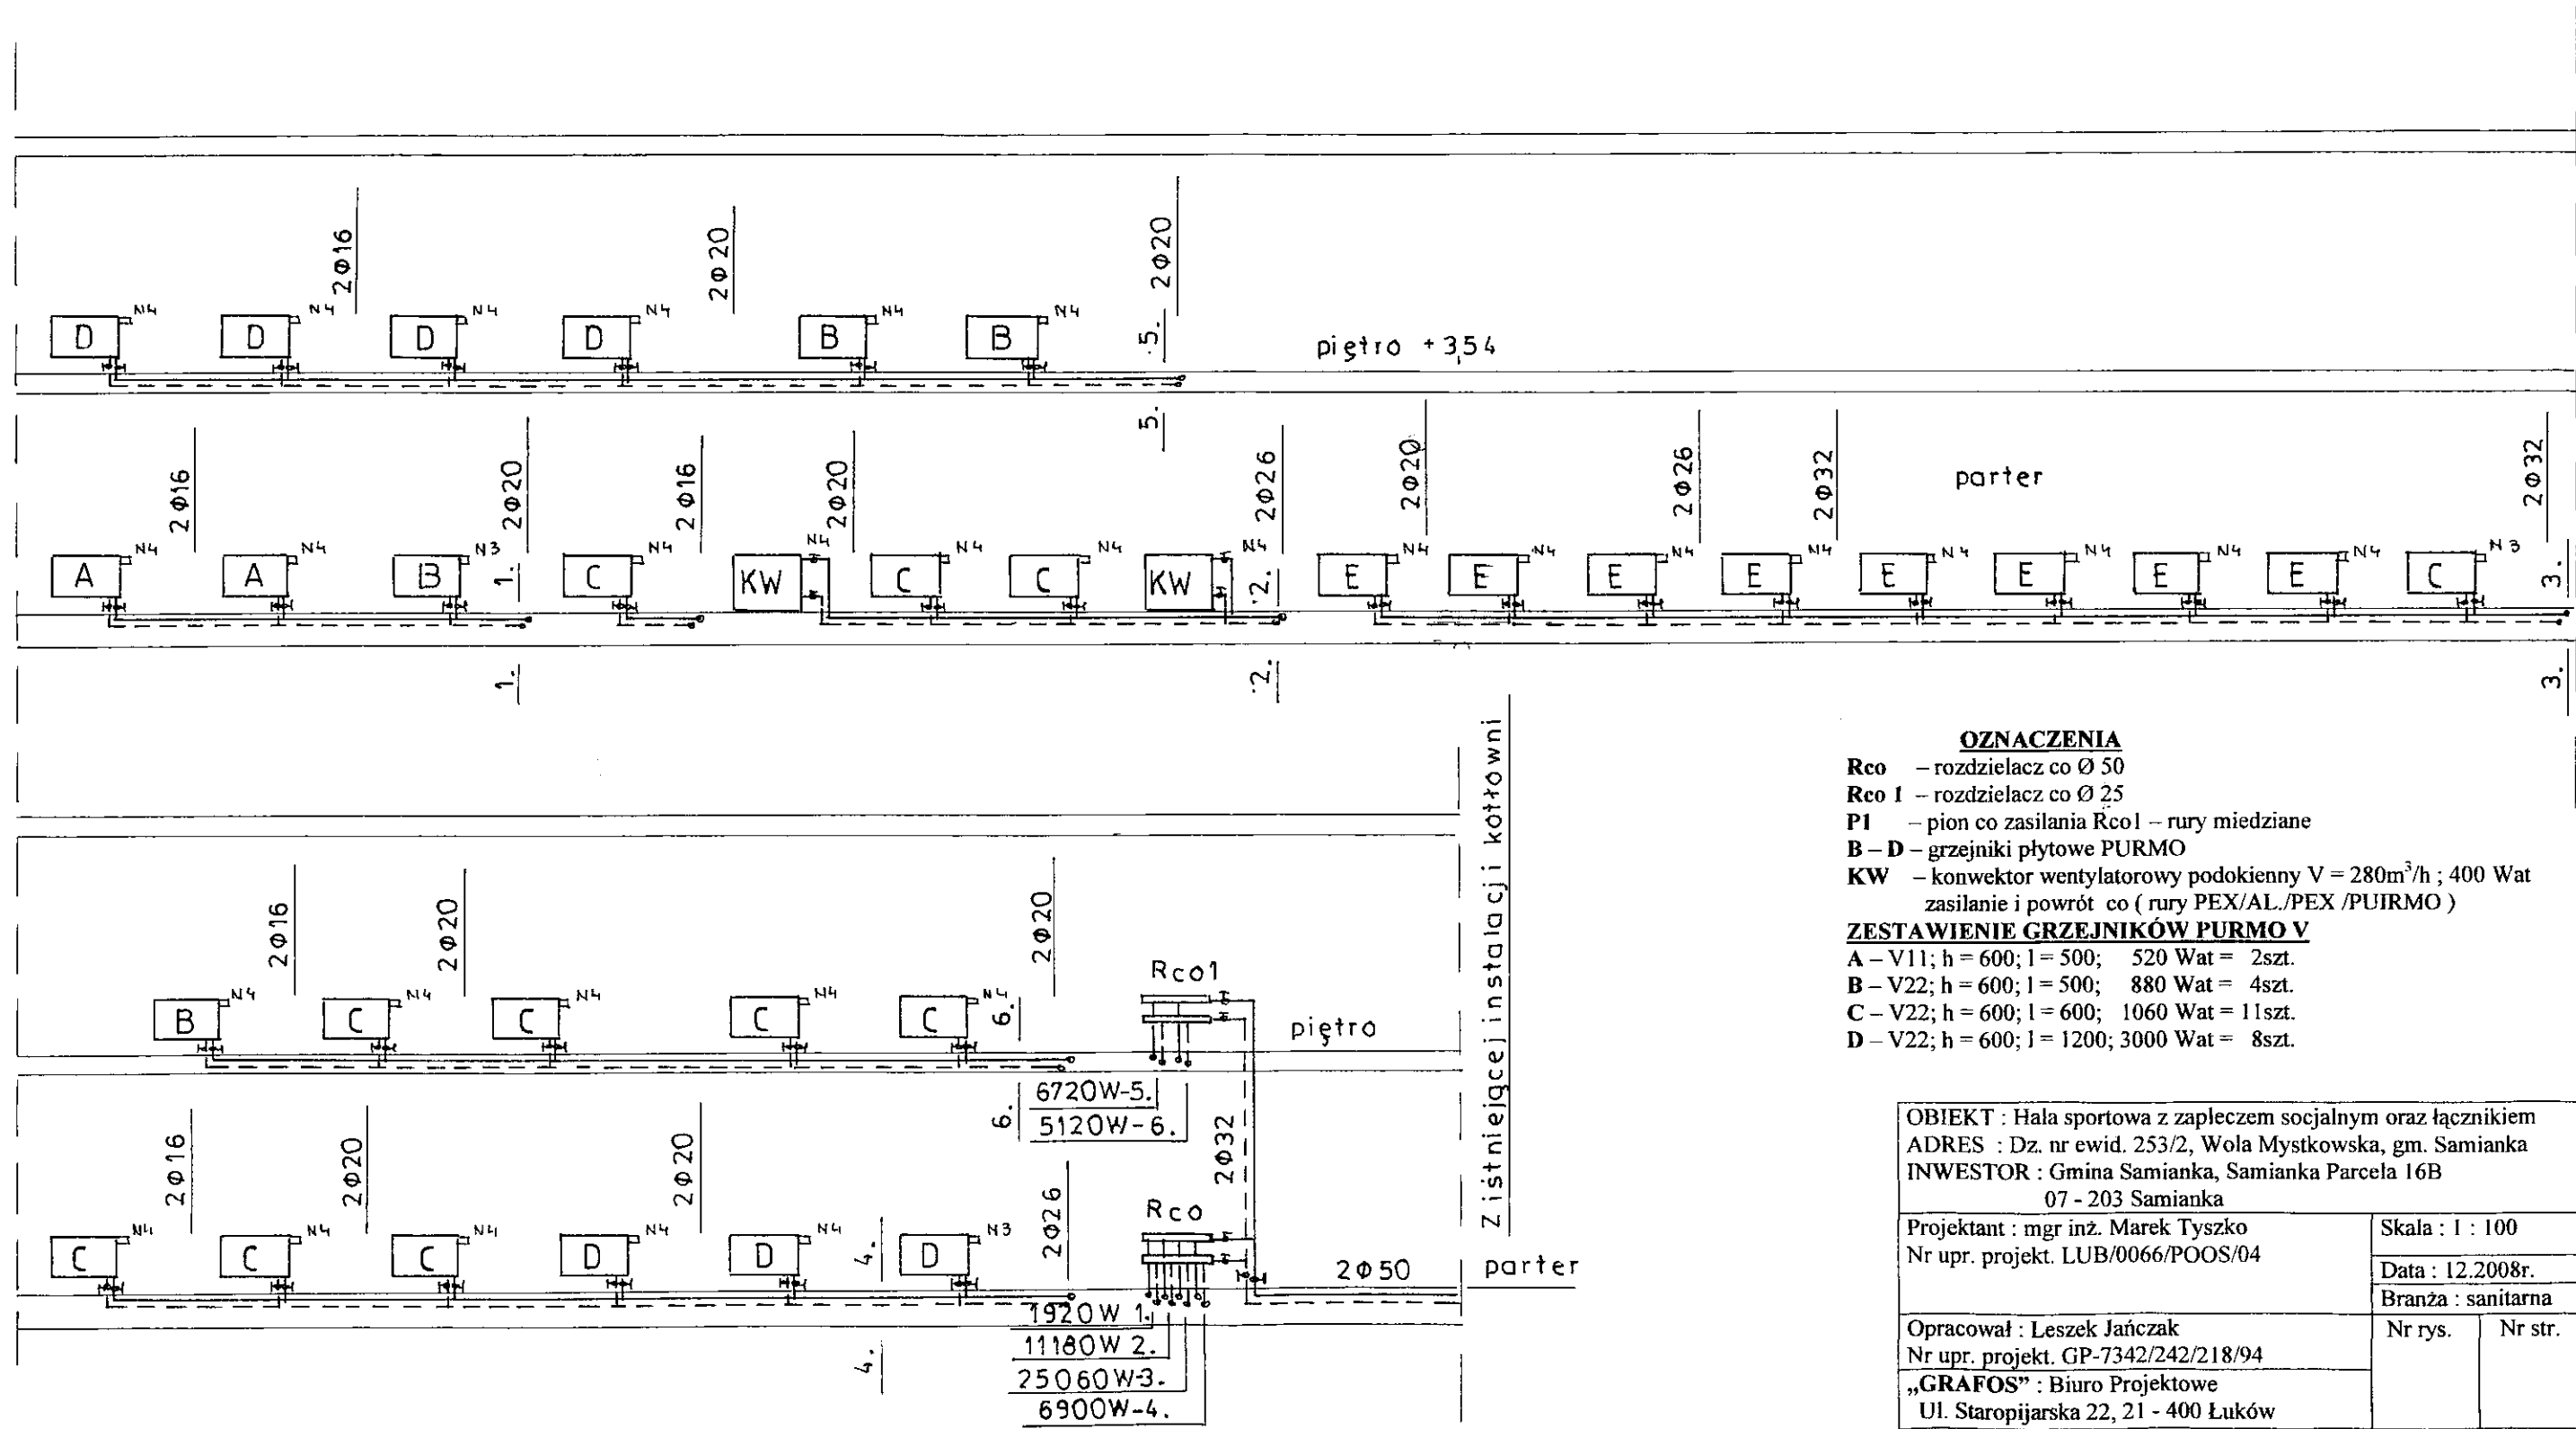 2Φ16
2Φ20
2Φ20
N4 N4 N4 N4 N4 N4
D D D D B B
5.
piętro +3,54
5.
2Φ16
2Φ20
2Φ16
2Φ20
2Φ26
2Φ20
2Φ26
2Φ32
parter
2Φ32
N4 N4 N3 N4 N4 N4 N4 N4 N4 N4 N4 N4 N4 N4 N4 N4 N3
A A B 1. C KW C C KW 2. E E E E E E E E C 3.
1. 2. 3.
Z istniejącej instalacji kotłowni
OZNACZENIA
Rco – rozdzielacz co Ø 50
Rco 1 – rozdzielacz co Ø 25
P1 – pion co zasilania Rco1 – rury miedziane
B – D – grzejniki płytowe PURMO
KW – konwektor wentylatorowy podokienny V = 280m³/h ; 400 Wat
zasilanie i powrót co ( rury PEX/AL./PEX /PUIRMO )
ZESTAWIENIE GRZEJNIKÓW PURMO V
A – V11; h = 600; l = 500; 520 Wat = 2szt.
B – V22; h = 600; l = 500; 880 Wat = 4szt.
C – V22; h = 600; l = 600; 1060 Wat = 11szt.
D – V22; h = 600; l = 1200; 3000 Wat = 8szt.
2Φ16
2Φ20
2Φ20
Rco1
N4 N4 N4 N4 N4
B C C C C 6.
piętro
6.
6720W-5.
5120W-6.
2Φ16
2Φ20
2Φ20
2Φ26
2Φ32
Rco
N4 N4 N4 N4 N4 N3
C C C D D 4. D
2Φ50
parter
4.
1920W 1.
11180W 2.
25060W-3.
6900W-4.
OBIEKT : Hala sportowa z zapleczem socjalnym oraz łącznikiem
ADRES : Dz. nr ewid. 253/2, Wola Mystkowska, gm. Samianka
INWESTOR : Gmina Samianka, Samianka Parcela 16B
07 - 203 Samianka
Projektant : mgr inż. Marek Tyszko
Nr upr. projekt. LUB/0066/POOS/04
Skala : 1 : 100
Data : 12.2008r.
Branża : sanitarna
Opracował : Leszek Jańczak
Nr upr. projekt. GP-7342/242/218/94
Nr rys. Nr str.
„GRAFOS” : Biuro Projektowe
Ul. Staropijarska 22, 21 - 400 Łuków